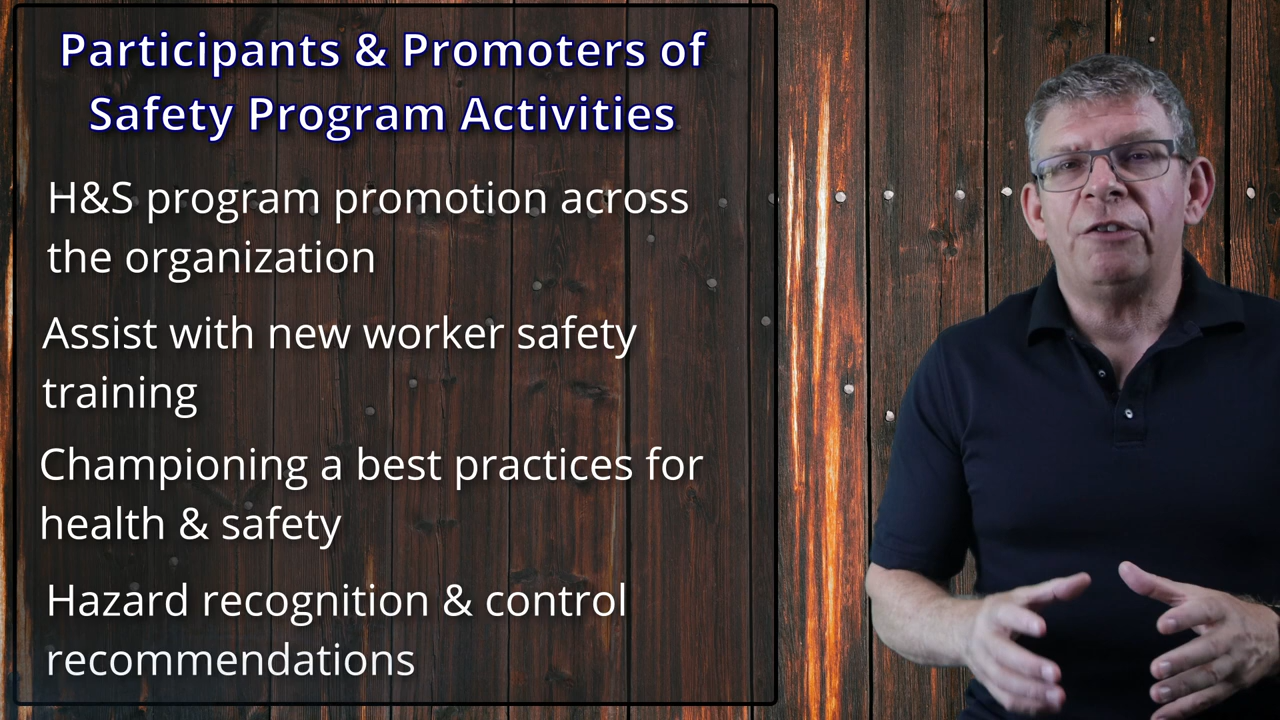 Participants & Promoters of
Safety Program Activities
H&S program promotion across
the organization
Assist with new worker safety
training
Championing a best practices for
health & safety
Hazard recognition & control
recommendations